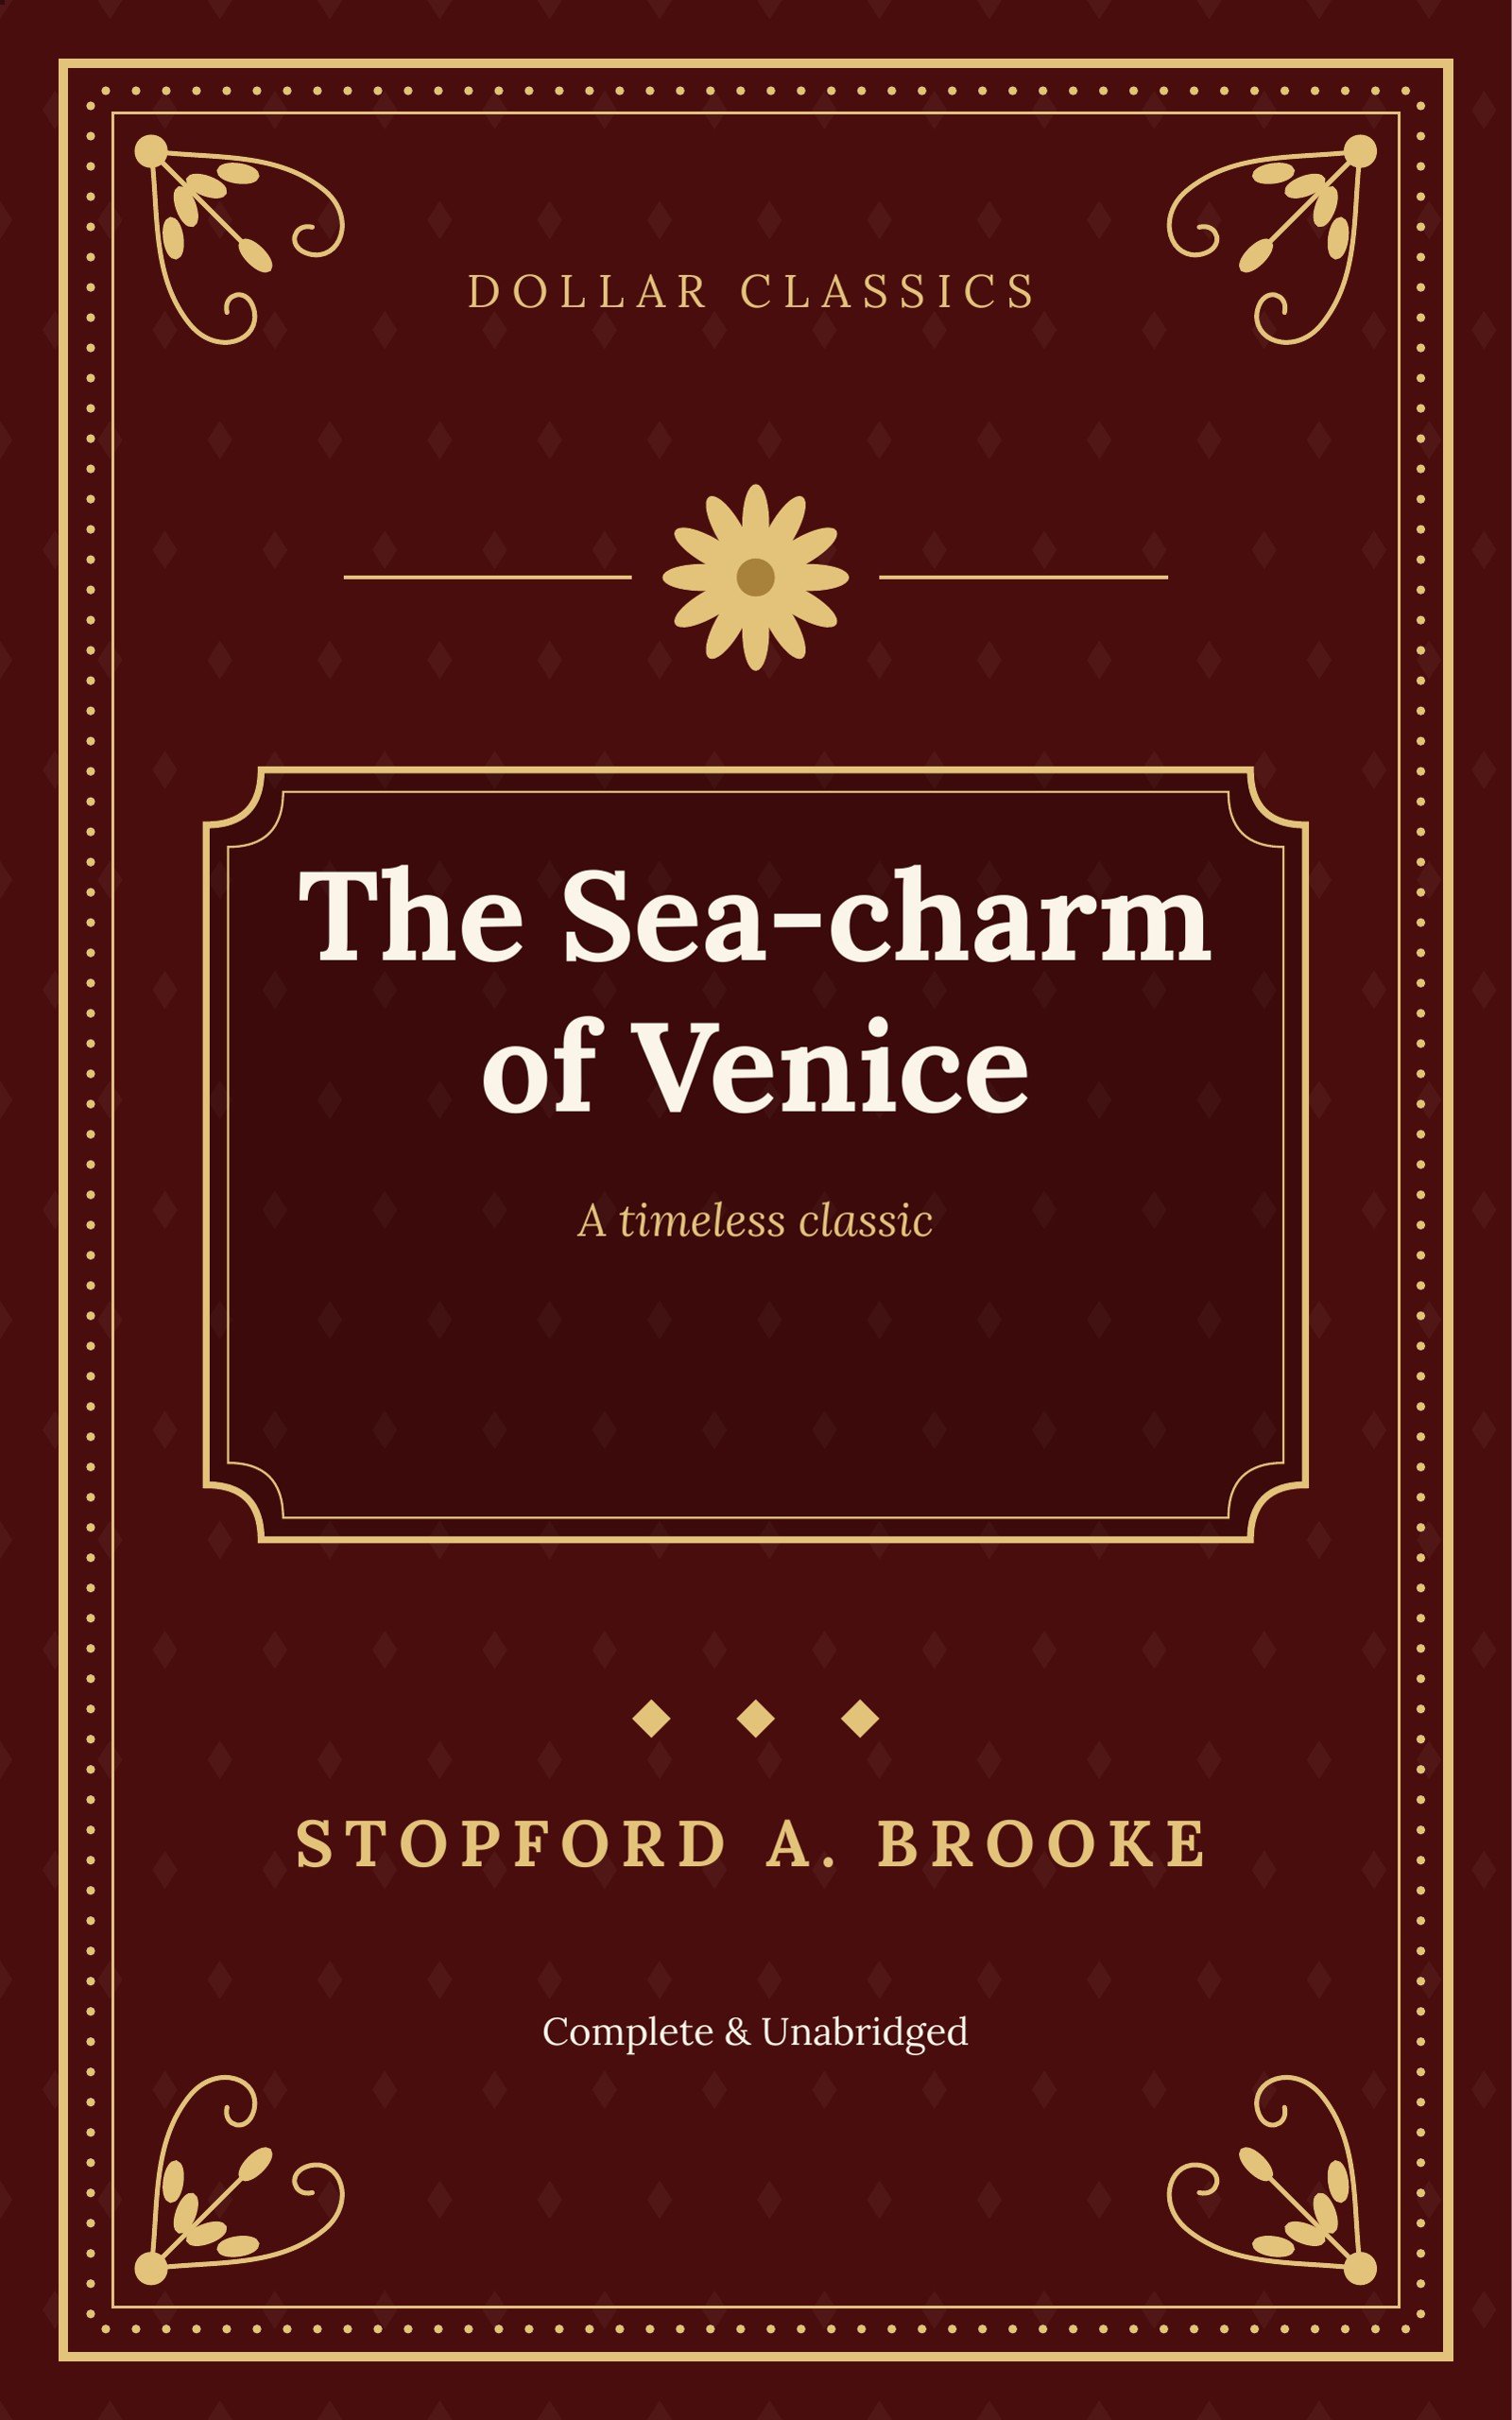 DOLLAR CLASSICS
The Sea-charm
of Venice
A timeless classic
STOPFORD A. BROOKE
Complete & Unabridged